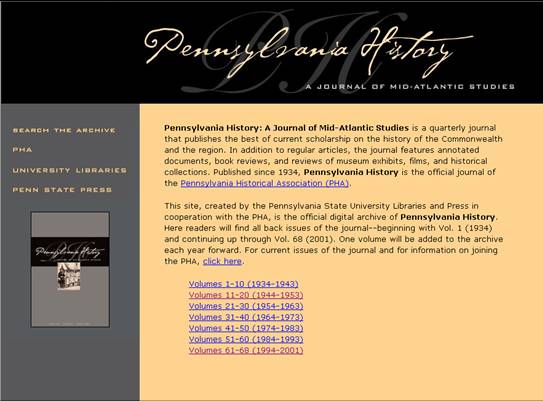 Pennsylvania History
A JOURNAL OF MID-ATLANTIC STUDIES
SEARCH THE ARCHIVE
PHA
UNIVERSITY LIBRARIES
PENN STATE PRESS
Pennsylvania History
Pennsylvania History: A Journal of Mid-Atlantic Studies is a quarterly journal
that publishes the best of current scholarship on the history of the Commonwealth
and the region. In addition to regular articles, the journal features annotated
documents, book reviews, and reviews of museum exhibits, films, and historical
collections. Published since 1934, Pennsylvania History is the official journal of
the Pennsylvania Historical Association (PHA).
This site, created by the Pennsylvania State University Libraries and Press in
cooperation with the PHA, is the official digital archive of Pennsylvania History.
Here readers will find all back issues of the journal--beginning with Vol. 1 (1934)
and continuing up through Vol. 68 (2001). One volume will be added to the archive
each year forward. For current issues of the journal and for information on joining
the PHA, click here.
Volumes 1-10 (1934-1943)
Volumes 11-20 (1944-1953)
Volumes 21-30 (1954-1963)
Volumes 31-40 (1964-1973)
Volumes 41-50 (1974-1983)
Volumes 51-60 (1984-1993)
Volumes 61-68 (1994-2001)